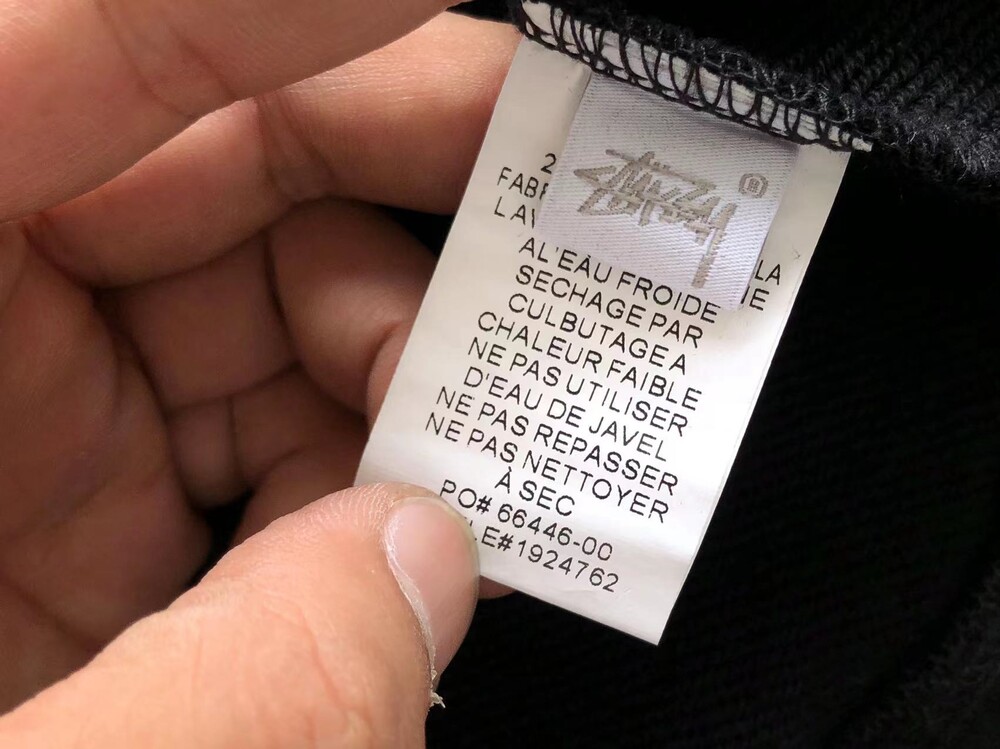 Stüssy ®
A L'EAU FROIDE
SECHAGE PAR
CULBUTAGE A
CHALEUR FAIBLE
NE PAS UTILISER
D'EAU DE JAVEL
NE PAS REPASSER
NE PAS NETTOYER
À SEC
PO# 66446-00
LE#1924762